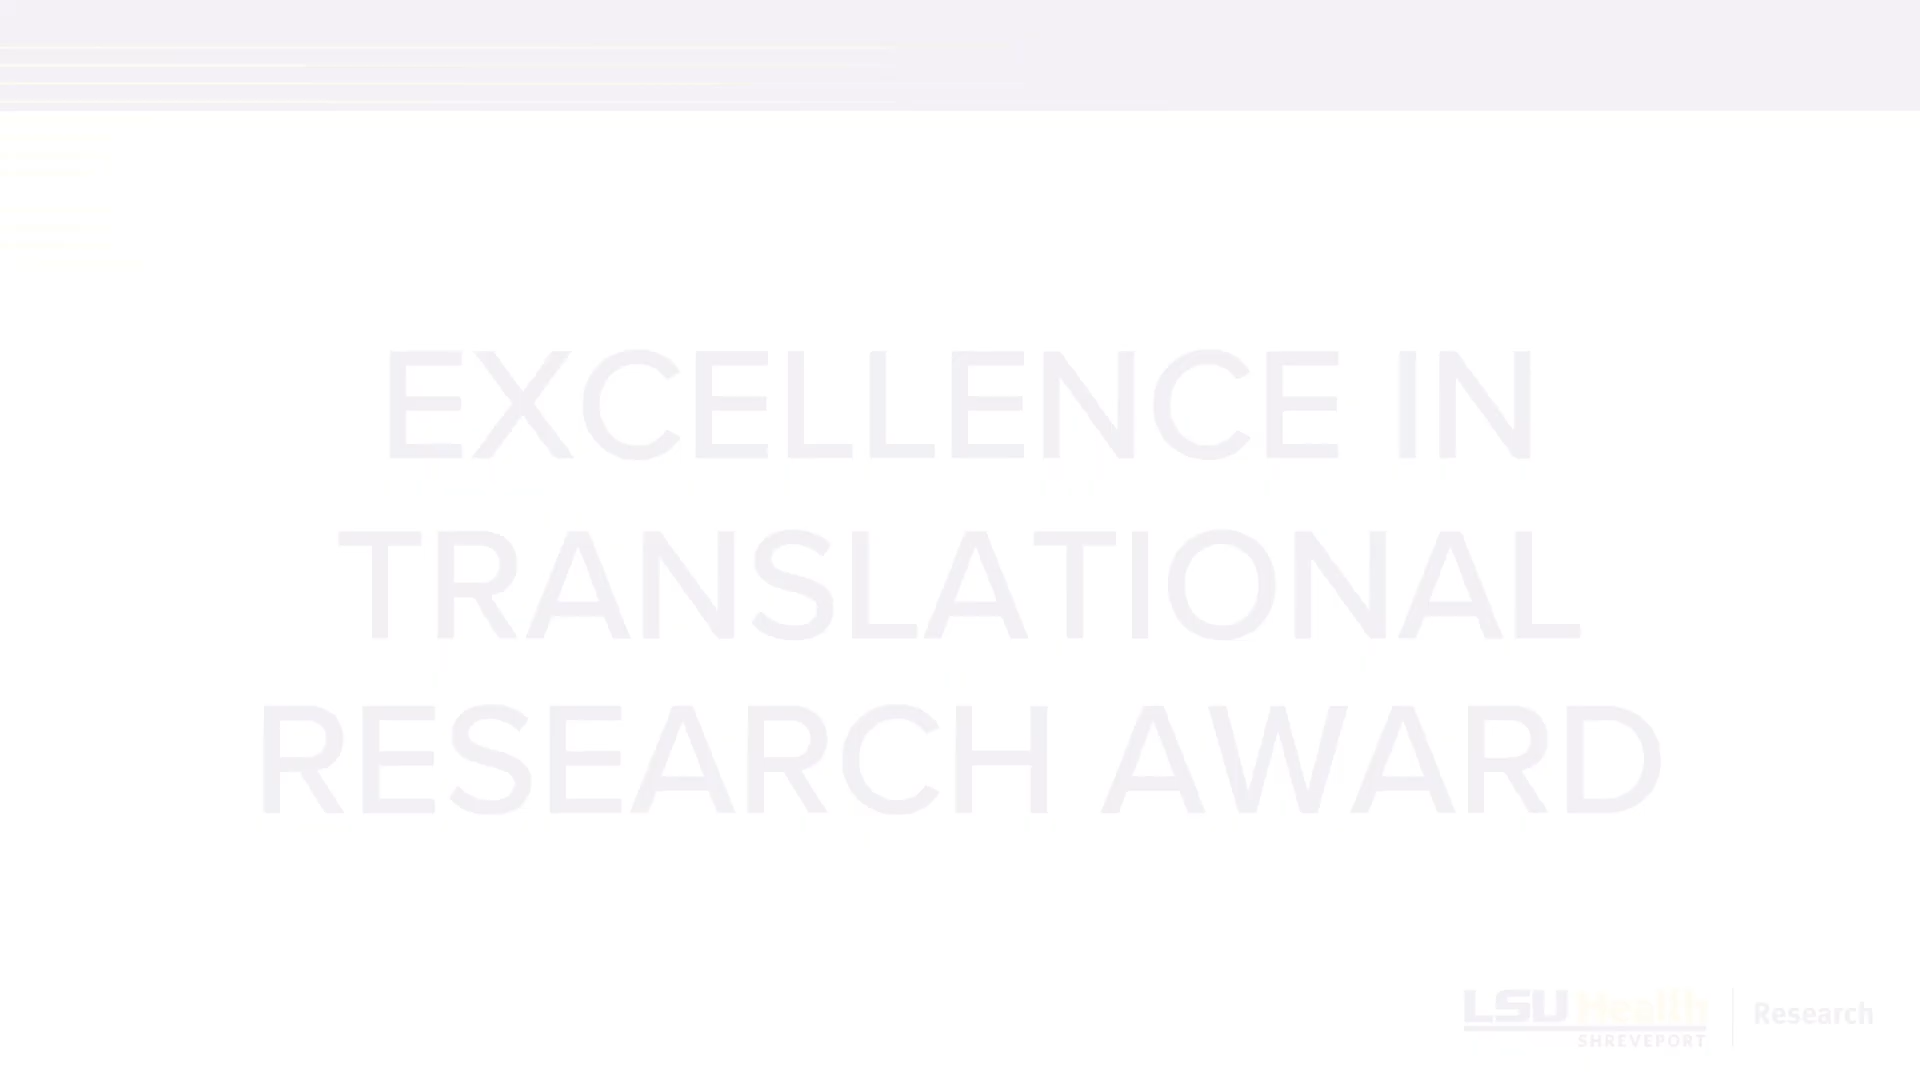 EXCELLENCE IN
TRANSLATIONAL
RESEARCH AWARD
LSU Health
SHREVEPORT
Research